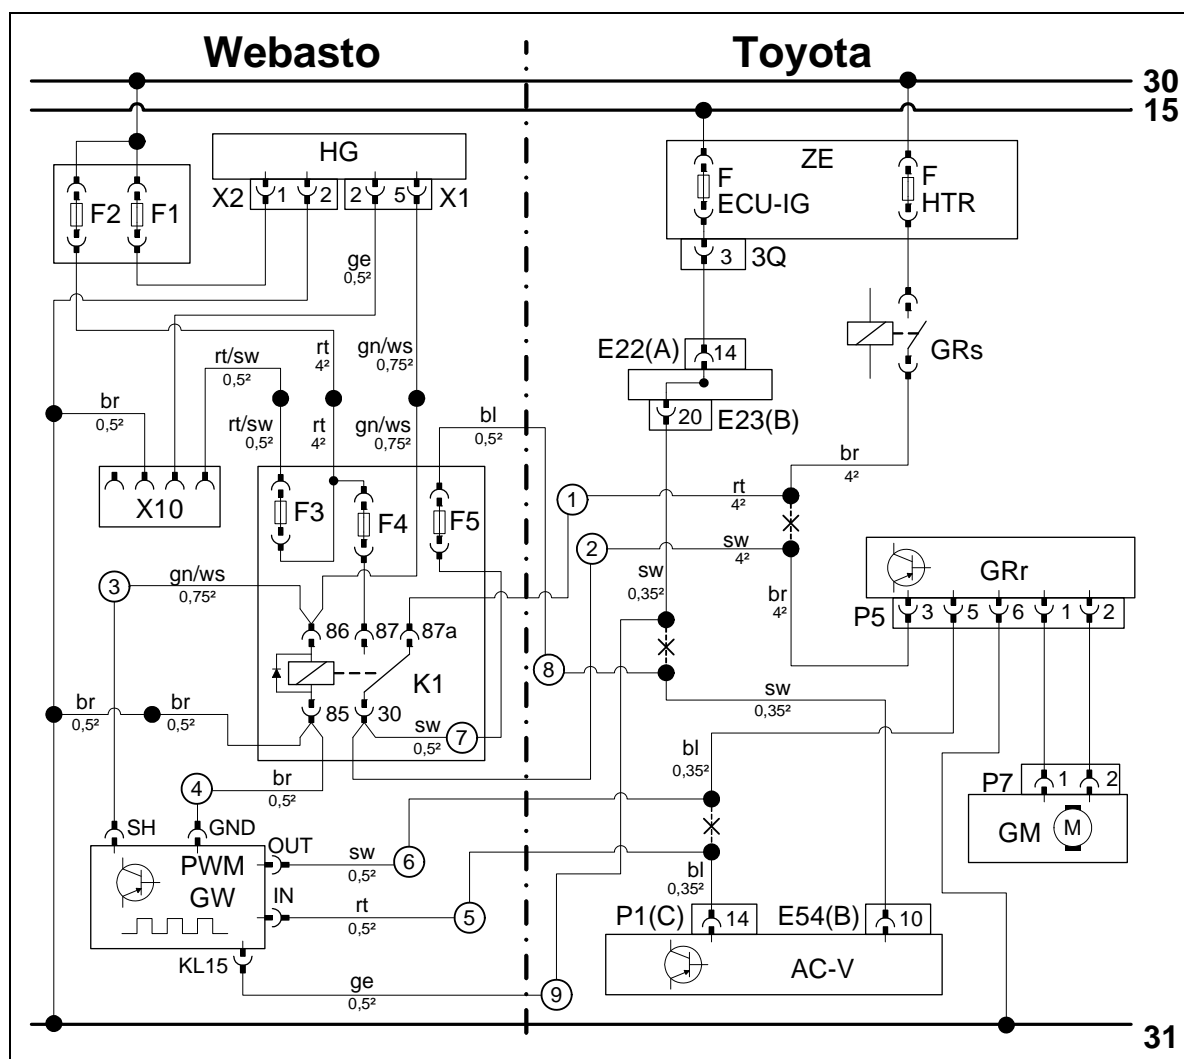 Webasto Toyota
30
15
HG
ZE
X2 1 2 2 5 X1
F2 F1
F
ECU-IG
F
HTR
3 3Q
ge
0,5²
rt/sw
0,5²
rt
4²
gn/ws
0,75²
E22(A) 14
GRs
20 E23(B)
br
0,5²
rt/sw
0,5²
rt
4²
gn/ws
0,75²
bl
0,5²
br
4²
X10
F3 F4 F5
1
rt
4²
2
sw
4²
GRr
3
gn/ws
0,75²
sw
0,35²
br
4²
P5 3 5 6 1 2
86 87 87a
K1
8
br
0,5²
br
0,5²
85 30
sw
0,5²
7
sw
0,35²
bl
0,35²
4
br
0,5²
P7 1 2
GM M
SH GND OUT
PWM
GW
IN
sw
0,5²
6
rt
0,5²
5
bl
0,35²
KL15
P1(C) 14 E54(B) 10
AC-V
ge
0,5²
9
31